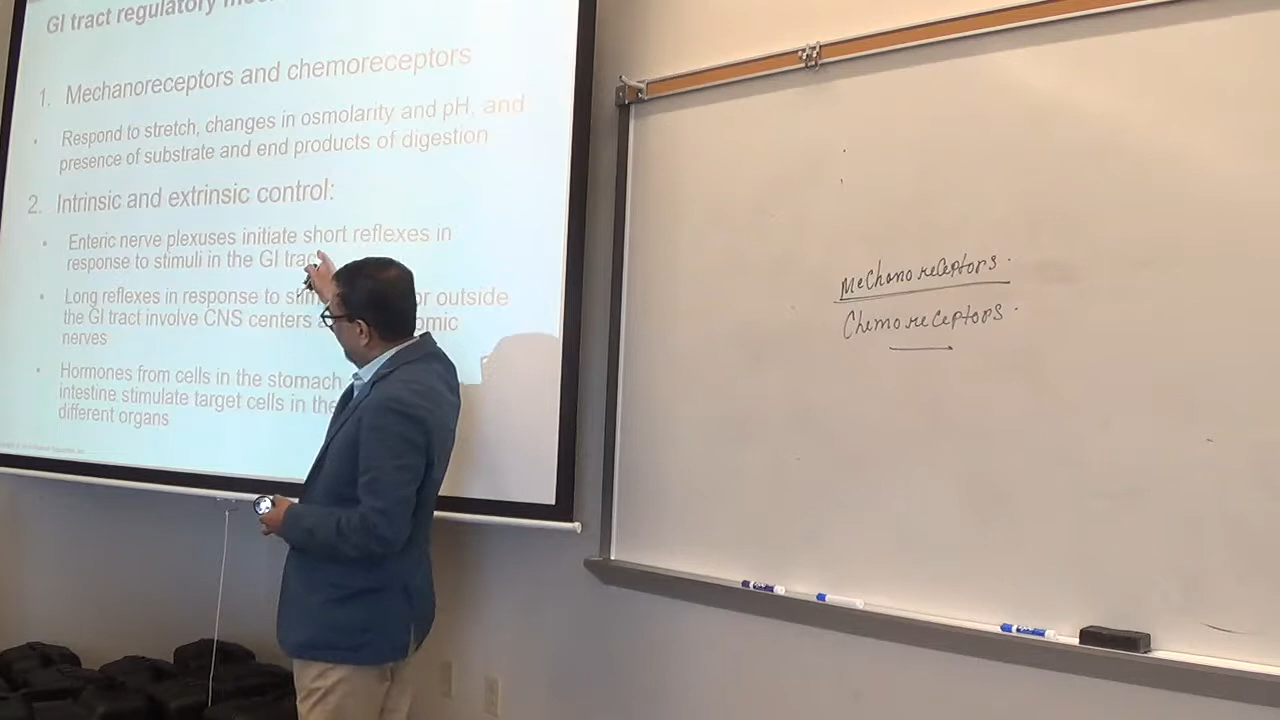 GI tract regulatory
1. Mechanoreceptors and chemoreceptors
• Respond to stretch, changes in osmolarity and pH, and
presence of substrate and end products of digestion
2. Intrinsic and extrinsic control:
• Enteric nerve plexuses initiate short reflexes in
response to stimuli in the GI tract
• Long reflexes in response to or outside
the GI tract involve CNS centers
nerves
• Hormones from cells in the stomach
intestine stimulate target cells in the
different organs
Mechanoreceptors.
Chemoreceptors.